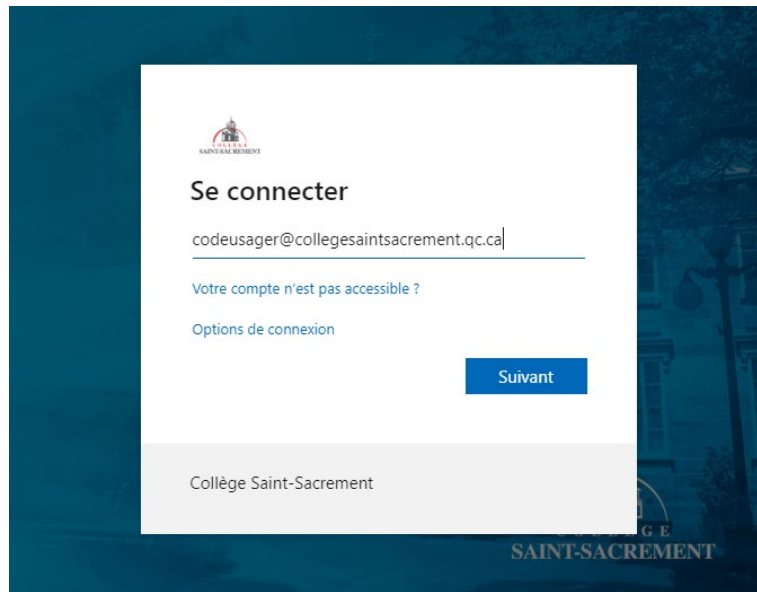 COLLÈGE
SAINT-SACREMENT
Se connecter
codeusager@collegesaintsacrement.qc.ca
Votre compte n'est pas accessible ?
Options de connexion
Suivant
Collège Saint-Sacrement
SAINT-SACREMENT